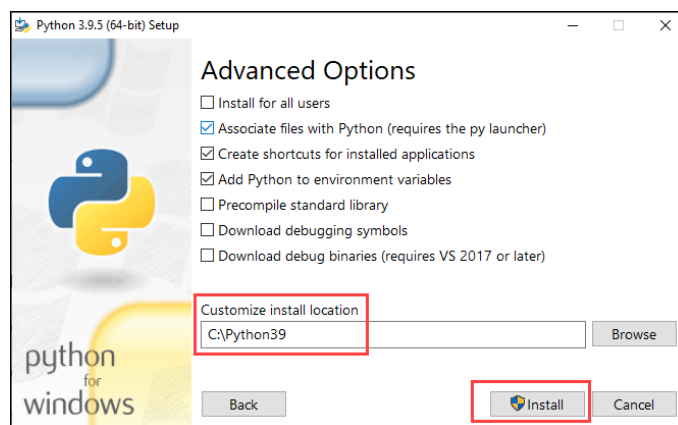 Python 3.9.5 (64-bit) Setup
Advanced Options
Install for all users
Associate files with Python (requires the py launcher)
Create shortcuts for installed applications
Add Python to environment variables
Precompile standard library
Download debugging symbols
Download debug binaries (requires VS 2017 or later)
Customize install location
C:\Python39
Browse
python
for
windows
Back
Install
Cancel